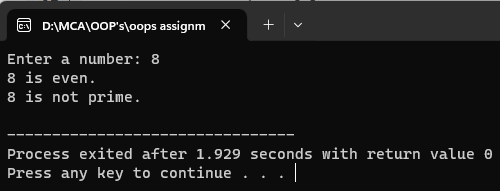 D:\MCA\OOP's\oops assignm
Enter a number: 8
8 is even.
8 is not prime.
--------------------------------
Process exited after 1.929 seconds with return value 0
Press any key to continue . . .